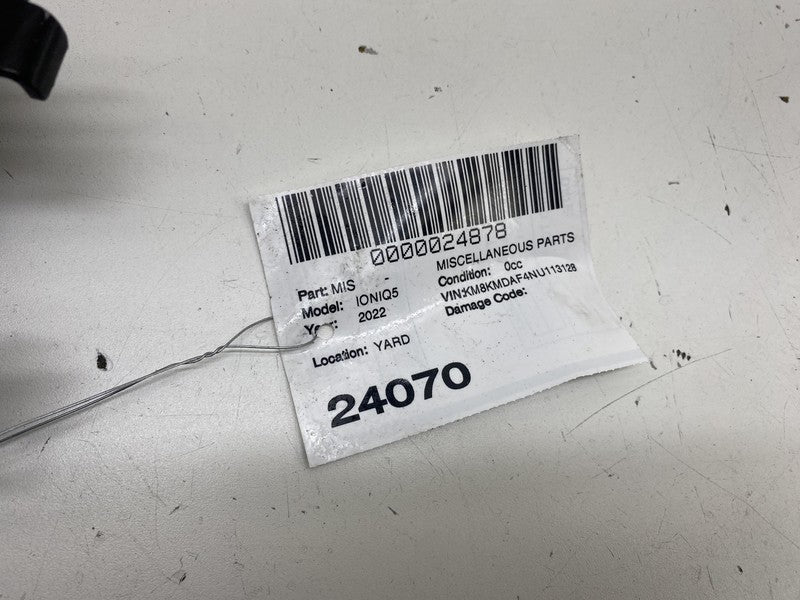 0000024878
Part: MIS -
MISCELLANEOUS PARTS
Model: IONIQ5
Condition: 0cc
Year: 2022
VIN:KM8KMDAF4NU113128
Damage Code:
Location: YARD
24070